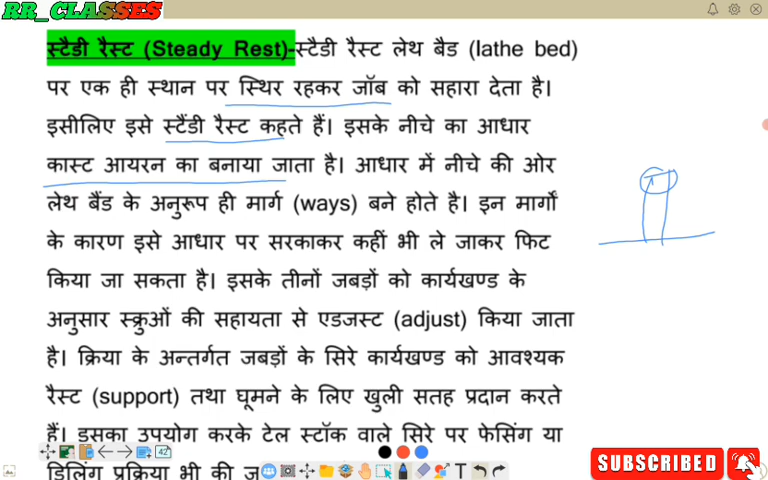 RR_CLASSES
स्टैडी रैस्ट (Steady Rest)-स्टैडी रैस्ट लेथ बैड (lathe bed)
पर एक ही स्थान पर स्थिर रहकर जॉब को सहारा देता है।
इसीलिए इसे स्टैंडी रैस्ट कहते हैं। इसके नीचे का आधार
कास्ट आयरन का बनाया जाता है। आधार में नीचे की ओर
लेथ बैंड के अनुरूप ही मार्ग (ways) बने होते है। इन मार्गों
के कारण इसे आधार पर सरकाकर कहीं भी ले जाकर फिट
किया जा सकता है। इसके तीनों जबड़ों को कार्यखण्ड के
अनुसार स्क्रुओं की सहायता से एडजस्ट (adjust) किया जाता
है। क्रिया के अन्तर्गत जबड़ों के सिरे कार्यखण्ड को आवश्यक
रैस्ट (support) तथा घूमने के लिए खुली सतह प्रदान करते
हैं। इसका उपयोग करके टेल स्टॉक वाले सिरे पर फेसिंग या
प्रक्रिया भी की
42
T
SUBSCRIBED